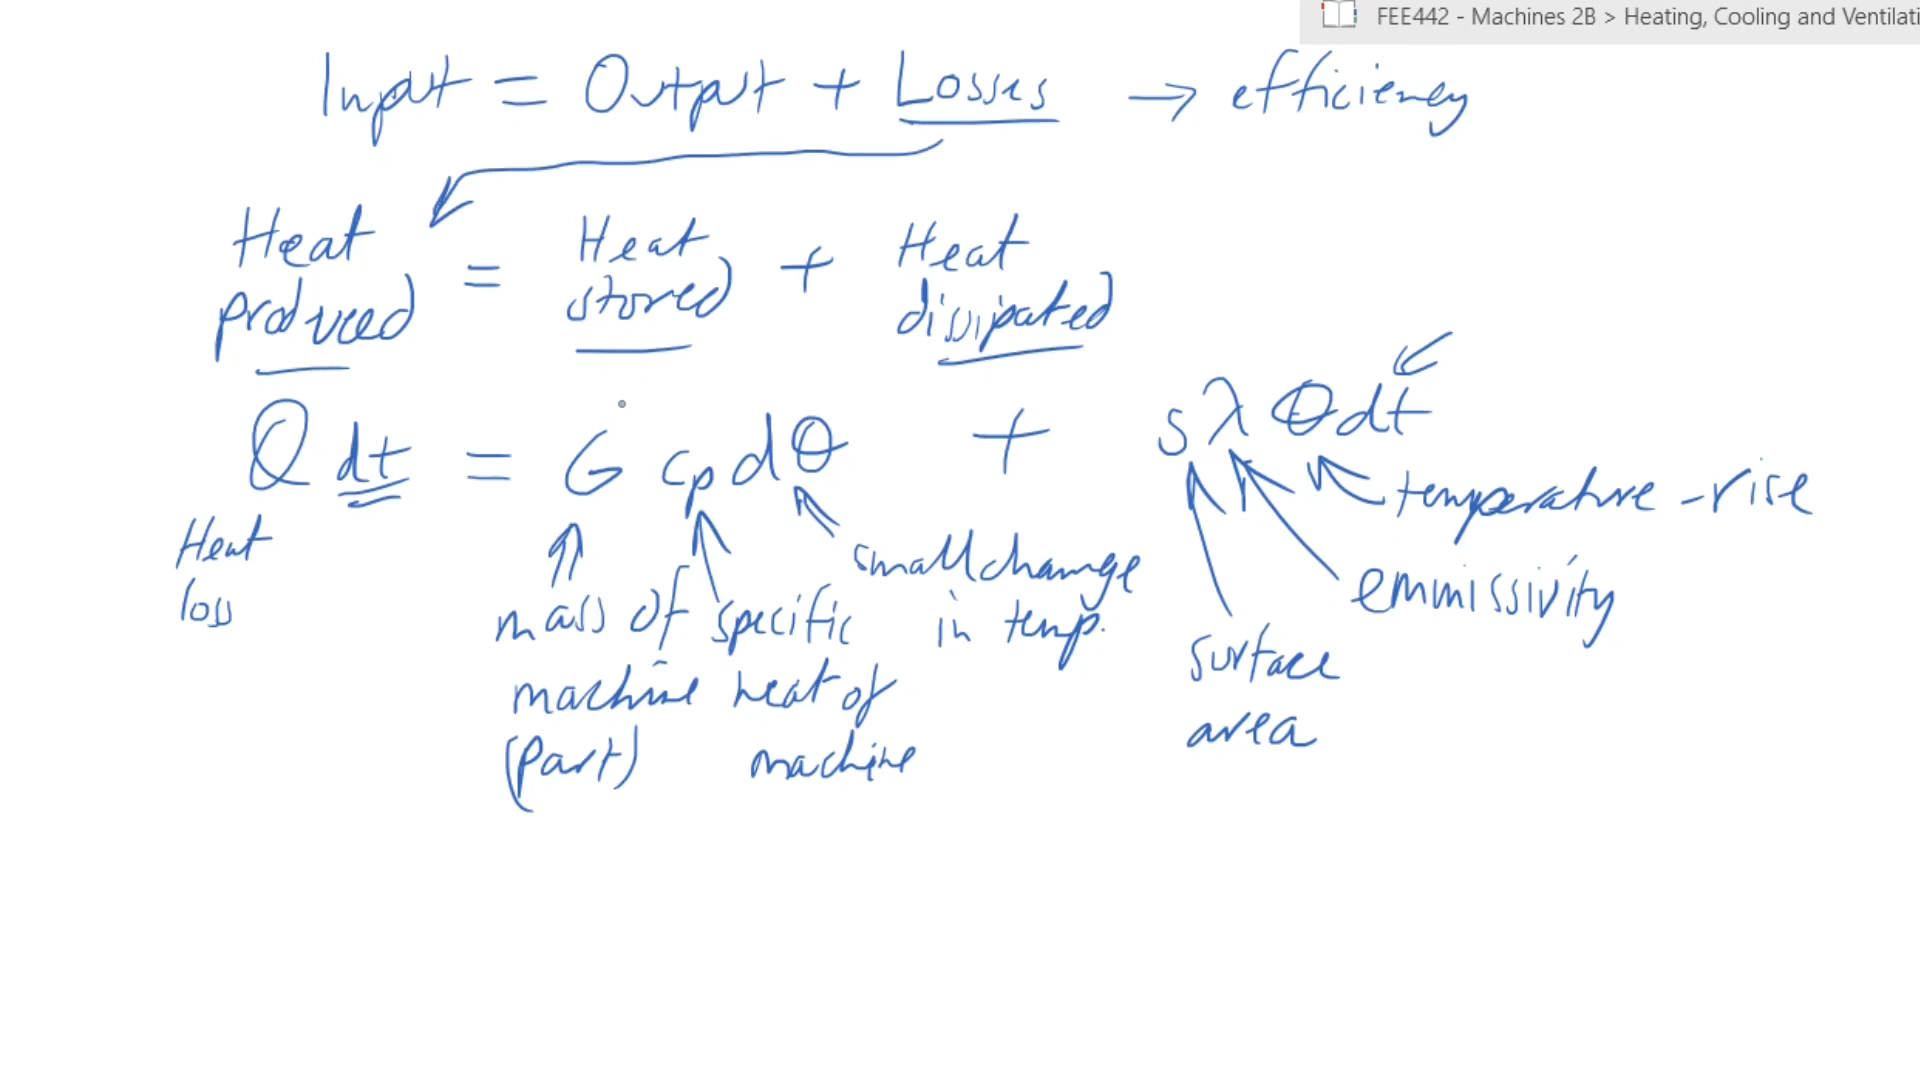 FEE442 - Machines 2B > Heating, Cooling and Ventilati
Input = Output + Losses → efficiency
Heat produced = Heat stored + Heat dissipated
Q dt = G cp dθ + s λ θ dt
Heat loss
mass of machine (part)
specific heat of machine
small change in temp.
surface area
emmissivity
temperature-rise